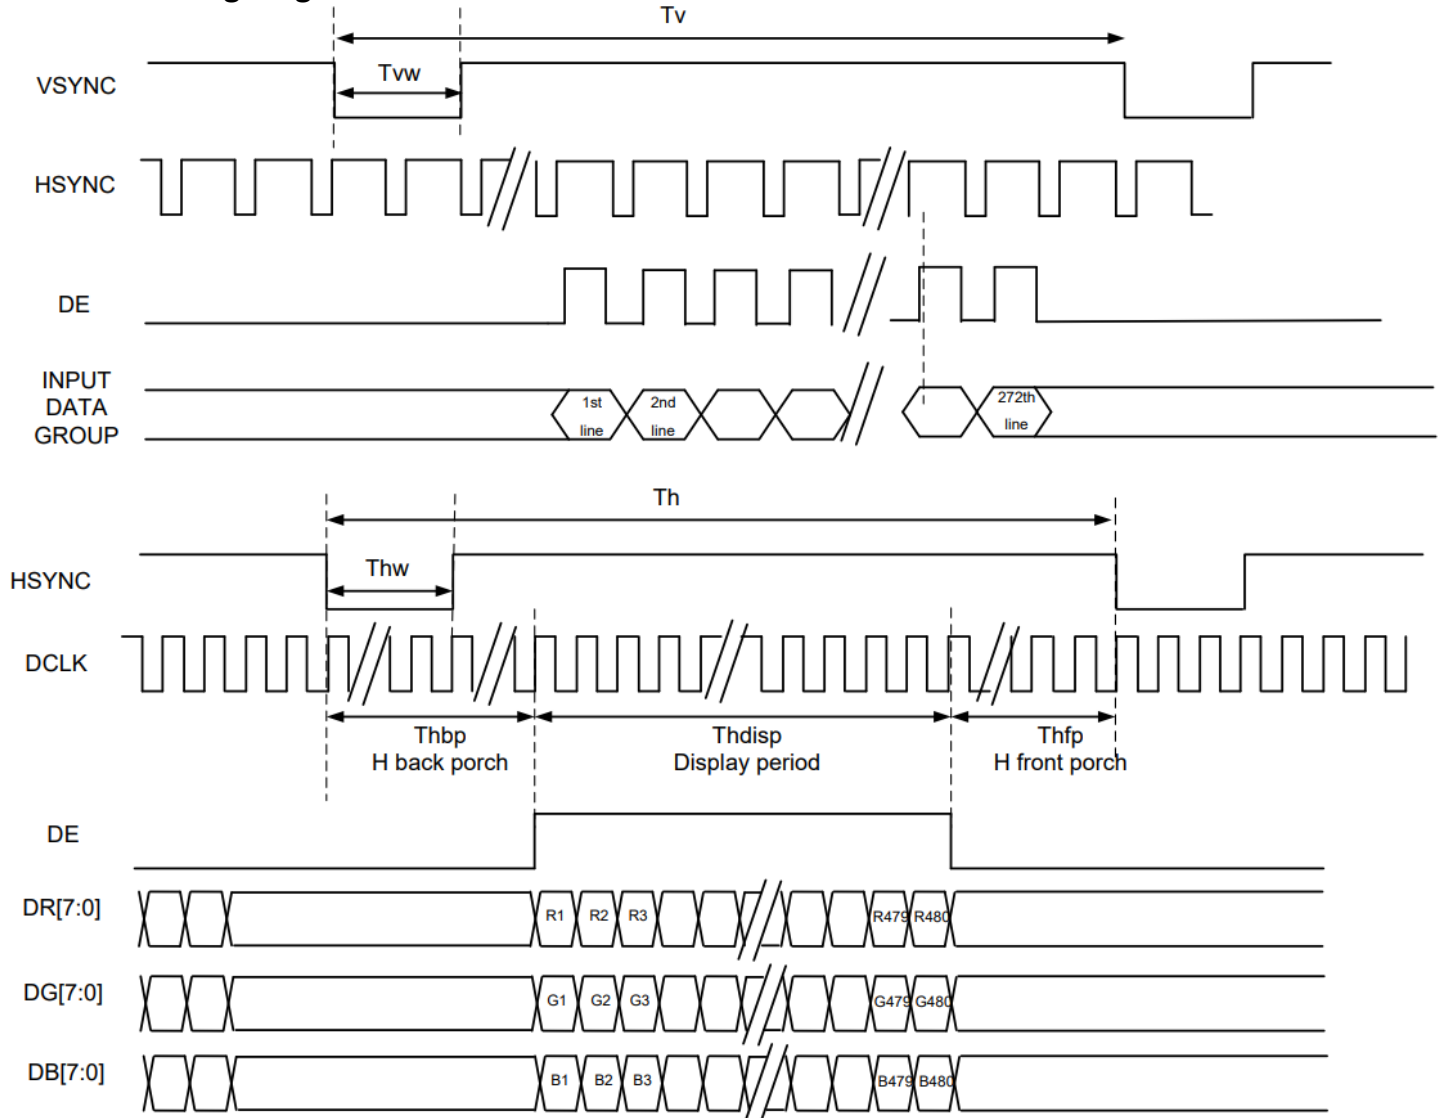 Tv
Tvw
VSYNC
HSYNC
DE
INPUT
DATA
GROUP
1st
line
2nd
line
272th
line
Th
Thw
HSYNC
DCLK
Thbp
H back porch
Thdisp
Display period
Thfp
H front porch
DE
DR[7:0]
R1 R2 R3 R479 R480
DG[7:0]
G1 G2 G3 G479 G480
DB[7:0]
B1 B2 B3 B479 B480